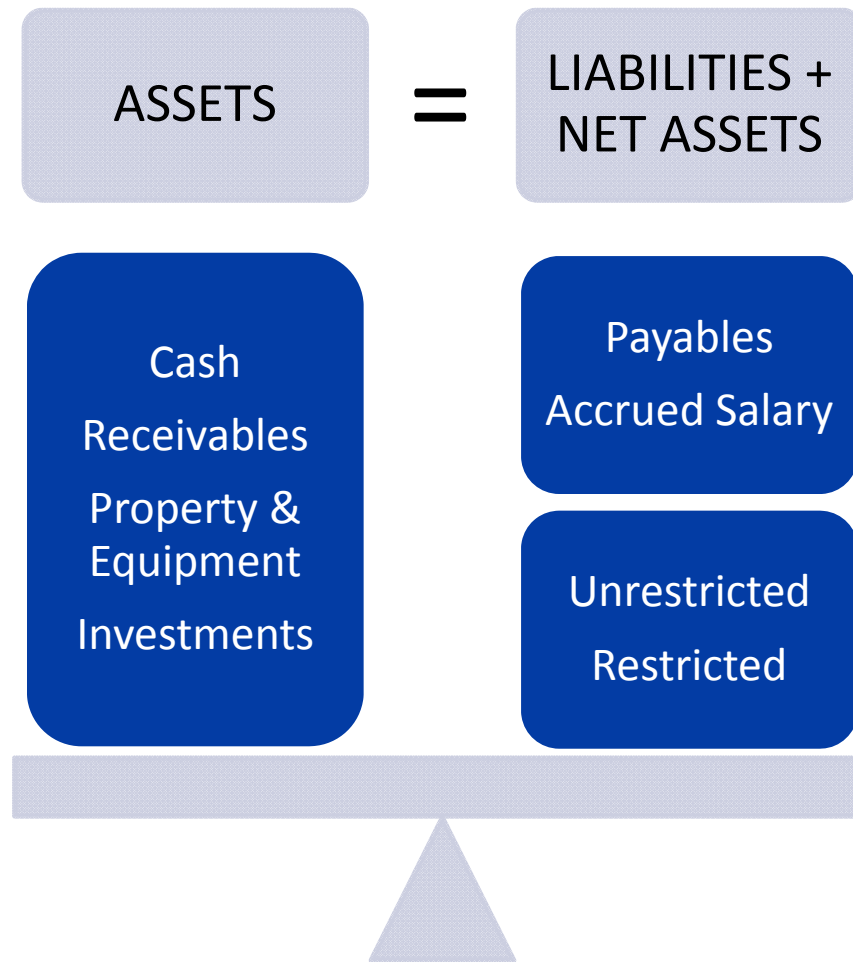 ASSETS
=
LIABILITIES +
NET ASSETS
Cash
Receivables
Property &
Equipment
Investments
Payables
Accrued Salary
Unrestricted
Restricted